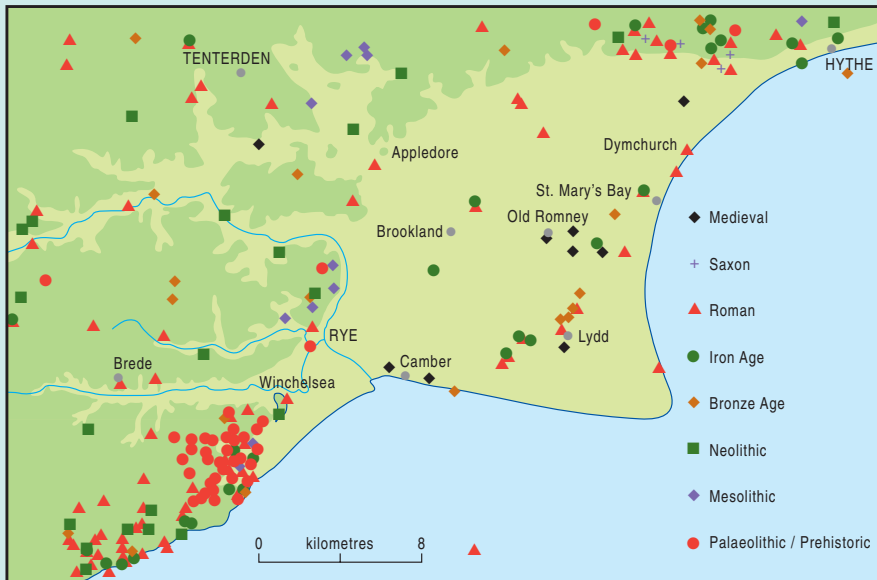 TENTERDEN
HYTHE
Appledore
Dymchurch
St. Mary's Bay
Old Romney
Brookland
Medieval
Saxon
Roman
Iron Age
Bronze Age
Neolithic
Mesolithic
Palaeolithic / Prehistoric
RYE
Lydd
Brede
Camber
Winchelsea
0 kilometres 8